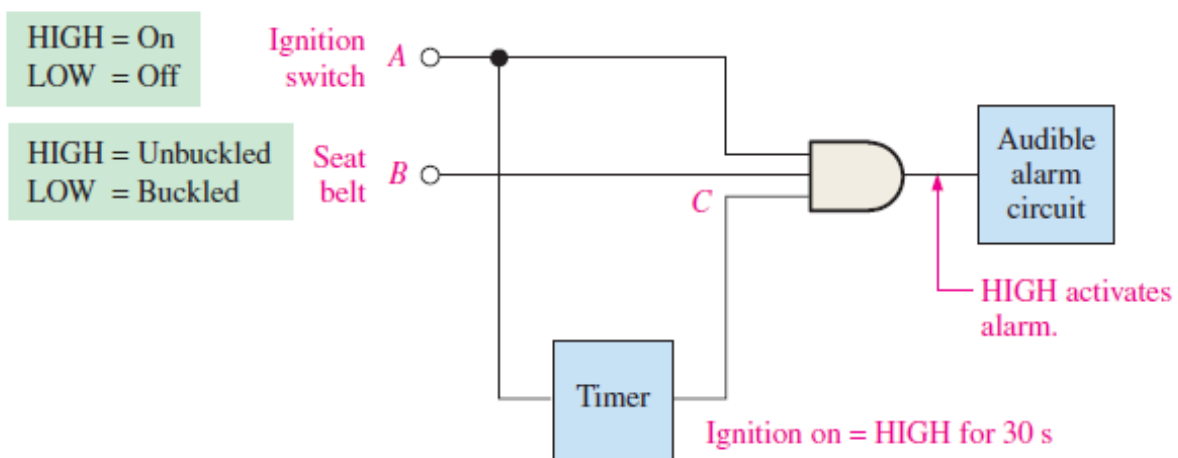 HIGH = On
LOW = Off
Ignition
switch
A
HIGH = Unbuckled
LOW = Buckled
Seat
belt
B
C
Audible
alarm
circuit
HIGH activates
alarm.
Timer
Ignition on = HIGH for 30 s